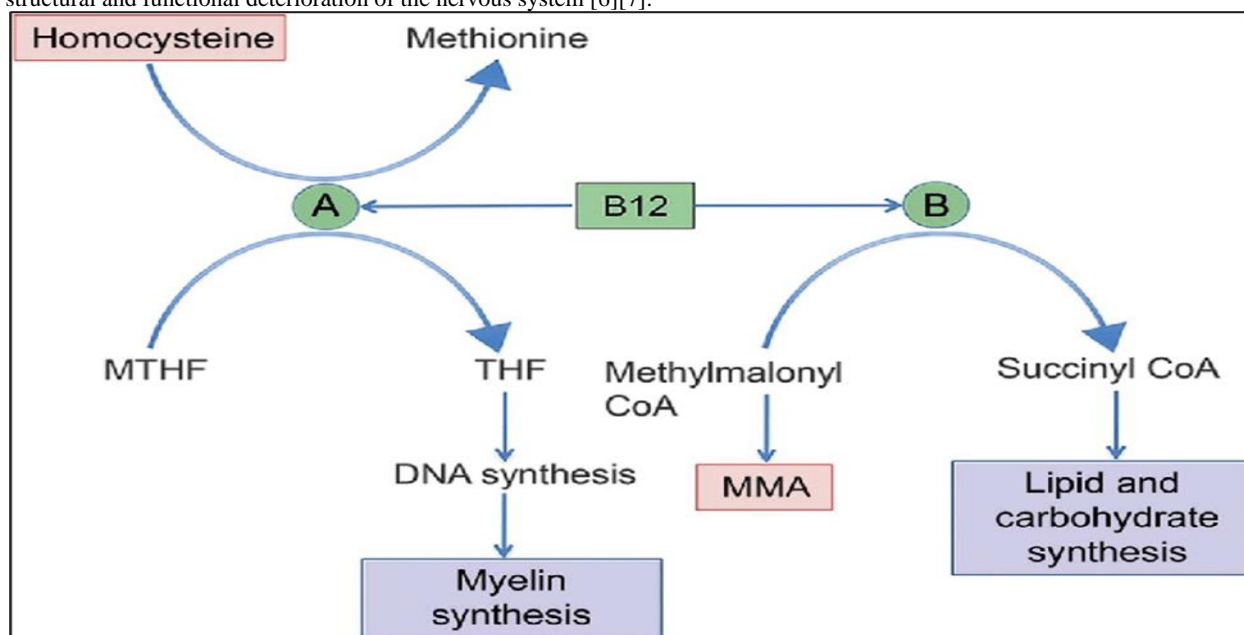 structural and functional deterioration of the nervous system [6][7].
Homocysteine
Methionine
A
B12
B
MTHF
THF
Methylmalonyl
CoA
Succinyl CoA
DNA synthesis
MMA
Lipid and
carbohydrate
synthesis
Myelin
synthesis